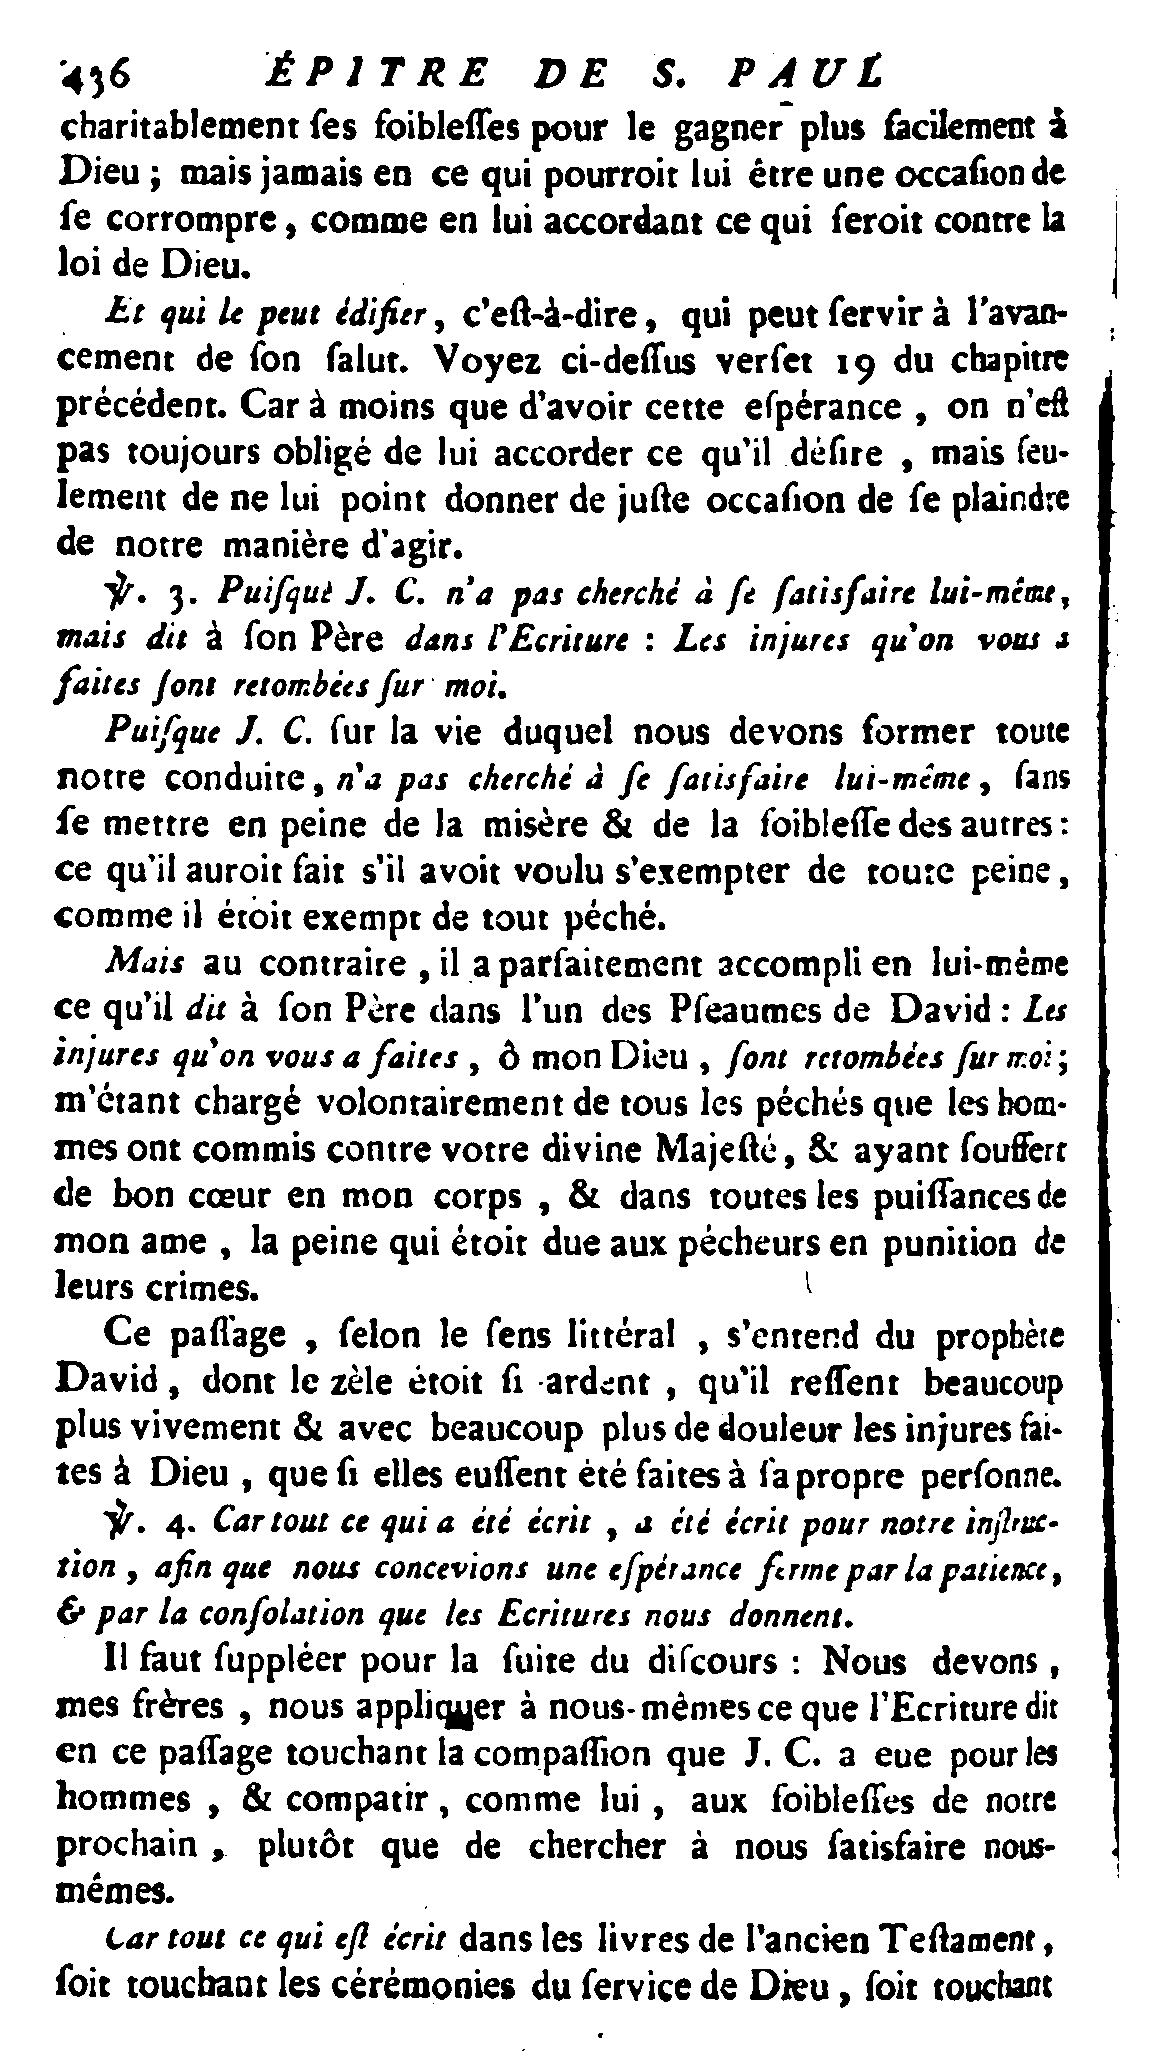 436 ÉPITRE DE S. PAUL
charitablement ſes foibleſſes pour le gagner plus facilement à
Dieu ; mais jamais en ce qui pourroit lui être une occaſion de
ſe corrompre, comme en lui accordant ce qui ſeroit contre la
loi de Dieu.
Et qui le peut édifier, c'eſt-à-dire, qui peut ſervir à l'avan-
cement de ſon ſalut. Voyez ci-deſſus verſet 19 du chapitre
précédent. Car à moins que d'avoir cette eſpérance, on n'eſt
pas toujours obligé de lui accorder ce qu'il déſire, mais ſeu-
lement de ne lui point donner de juſte occaſion de ſe plaindre
de notre manière d'agir.
℣. 3. Puiſque J. C. n'a pas cherché à ſe ſatisfaire lui-même,
mais dit à ſon Père dans l'Ecriture : Les injures qu'on vous a
faites ſont retombées ſur moi.
Puiſque J. C. ſur la vie duquel nous devons former toute
notre conduite, n'a pas cherché à ſe ſatisfaire lui-même, ſans
ſe mettre en peine de la misère & de la foibleſſe des autres :
ce qu'il auroit fait s'il avoit voulu s'exempter de toute peine,
comme il étoit exempt de tout péché.
Mais au contraire, il a parfaitement accompli en lui-même
ce qu'il dit à ſon Père dans l'un des Pſeaumes de David : Les
injures qu'on vous a faites, ô mon Dieu, ſont retombées ſur moi ;
m'étant chargé volontairement de tous les péchés que les hom-
mes ont commis contre votre divine Majeſté, & ayant ſouffert
de bon cœur en mon corps, & dans toutes les puiſſances de
mon ame, la peine qui étoit due aux pécheurs en punition de
leurs crimes.
Ce paſſage, ſelon le ſens littéral, s'entend du prophète
David, dont le zèle étoit ſi ardent, qu'il reſſent beaucoup
plus vivement & avec beaucoup plus de douleur les injures fai-
tes à Dieu, que ſi elles euſſent été faites à ſa propre perſonne.
℣. 4. Car tout ce qui a été écrit, a été écrit pour notre inſtruc-
tion, afin que nous concevions une eſpérance ferme par la patience,
& par la conſolation que les Ecritures nous donnent.
Il faut ſuppléer pour la ſuite du diſcours : Nous devons,
mes frères, nous appliquer à nous-mêmes ce que l'Ecriture dit
en ce paſſage touchant la compaſſion que J. C. a eue pour les
hommes, & compatir, comme lui, aux foibleſſes de notre
prochain, plutôt que de chercher à nous ſatisfaire nous-
mêmes.
Car tout ce qui eſt écrit dans les livres de l'ancien Teſtament,
ſoit touchant les cérémonies du ſervice de Dieu, ſoit touchant